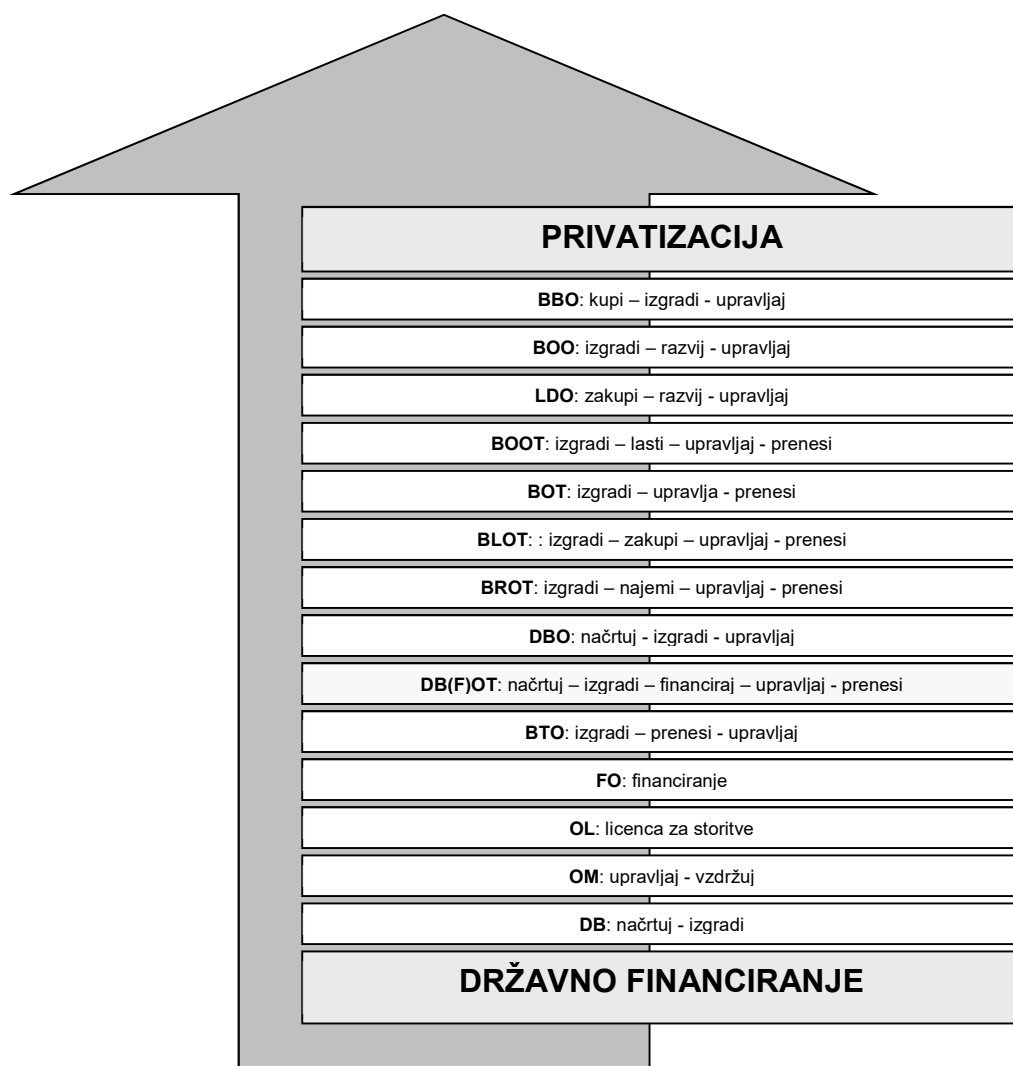 PRIVATIZACIJA
BBO: kupi – izgradi - upravljaj
BOO: izgradi – razvij - upravljaj
LDO: zakupi – razvij - upravljaj
BOOT: izgradi – lasti – upravljaj - prenesi
BOT: izgradi – upravlja - prenesi
BLOT: : izgradi – zakupi – upravljaj - prenesi
BROT: izgradi – najemi – upravljaj - prenesi
DBO: načrtuj - izgradi - upravljaj
DB(F)OT: načrtuj – izgradi – financiraj – upravljaj - prenesi
BTO: izgradi – prenesi - upravljaj
FO: financiranje
OL: licenca za storitve
OM: upravljaj - vzdržuj
DB: načrtuj - izgradi
DRŽAVNO FINANCIRANJE